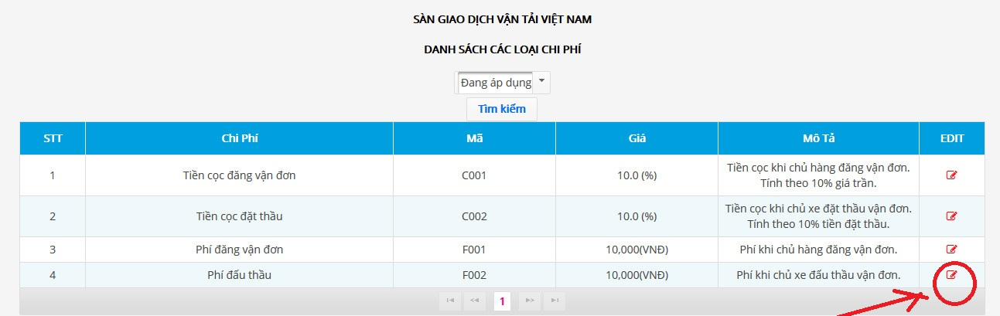 SÀN GIAO DỊCH VẬN TẢI VIỆT NAM
DANH SÁCH CÁC LOẠI CHI PHÍ
Đang áp dụng
Tìm kiếm
STT Chi Phí Mã Giá Mô Tả EDIT
1 Tiền cọc đăng vận đơn C001 10.0 (%) Tiền cọc khi chủ hàng đăng vận đơn.
Tính theo 10% giá trần.
2 Tiền cọc đặt thầu C002 10.0 (%) Tiền cọc khi chủ xe đặt thầu vận đơn.
Tính theo 10% tiền đặt thầu.
3 Phí đăng vận đơn F001 10,000(VNĐ) Phí khi chủ hàng đăng vận đơn.
4 Phí đấu thầu F002 10,000(VNĐ) Phí khi chủ xe đấu thầu vận đơn.
1